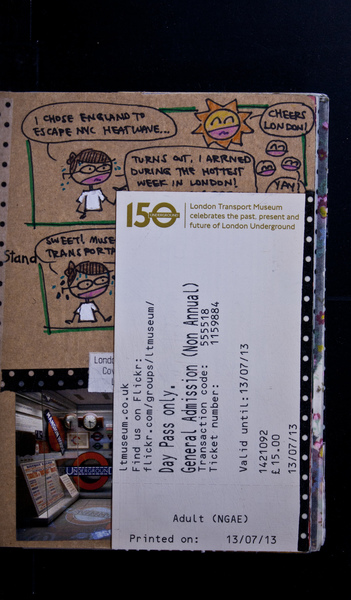 I CHOSE ENGLAND TO
ESCAPE NYC HEATWAVE...
CHEERS
LONDON!
TURNS OUT, I ARRIVED
DURING THE HOTTEST
WEEK IN LONDON!
YAY!
SWEET!
TRANSPORTA
Stand
150
UNDERGROUND
London Transport Museum
celebrates the past, present and
future of London Underground
ltmuseum.co.uk
Find us on Flickr:
flickr.com/groups/ltmuseum/
Day Pass only.
General Admission (Non Annual)
Transaction code: 555518
Ticket number: 1159884
Valid until:13/07/13
1421092
£ 15.00
13/07/13
Adult (NGAE)
Printed on: 13/07/13
UNDERGROUND